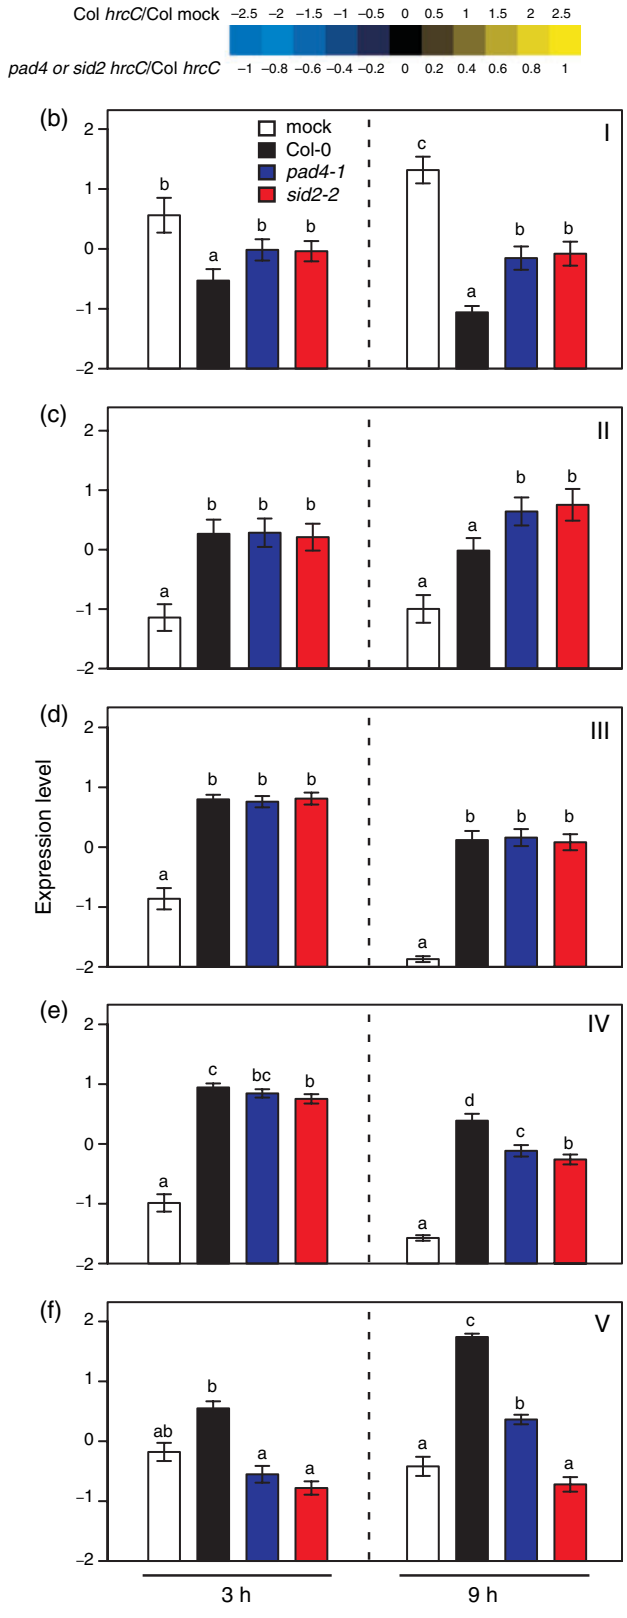 Col hrcC/Col mock −2.5 −2 −1.5 −1 −0.5 0 0.5 1 1.5 2 2.5
pad4 or sid2 hrcC/Col hrcC −1 −0.8 −0.6 −0.4 −0.2 0 0.2 0.4 0.6 0.8 1
(b)
I
mock
Col-0
pad4-1
sid2-2
2
1
0
−1
−2
b a b b
c a b b
(c)
II
2
1
0
−1
−2
a b b b
a a b b
(d)
III
2
1
0
−1
−2
a b b b
a b b b
Expression level
(e)
IV
2
1
0
−1
−2
a c bc b
a d c b
(f)
V
2
1
0
−1
−2
ab b a a
a c b a
3 h 9 h